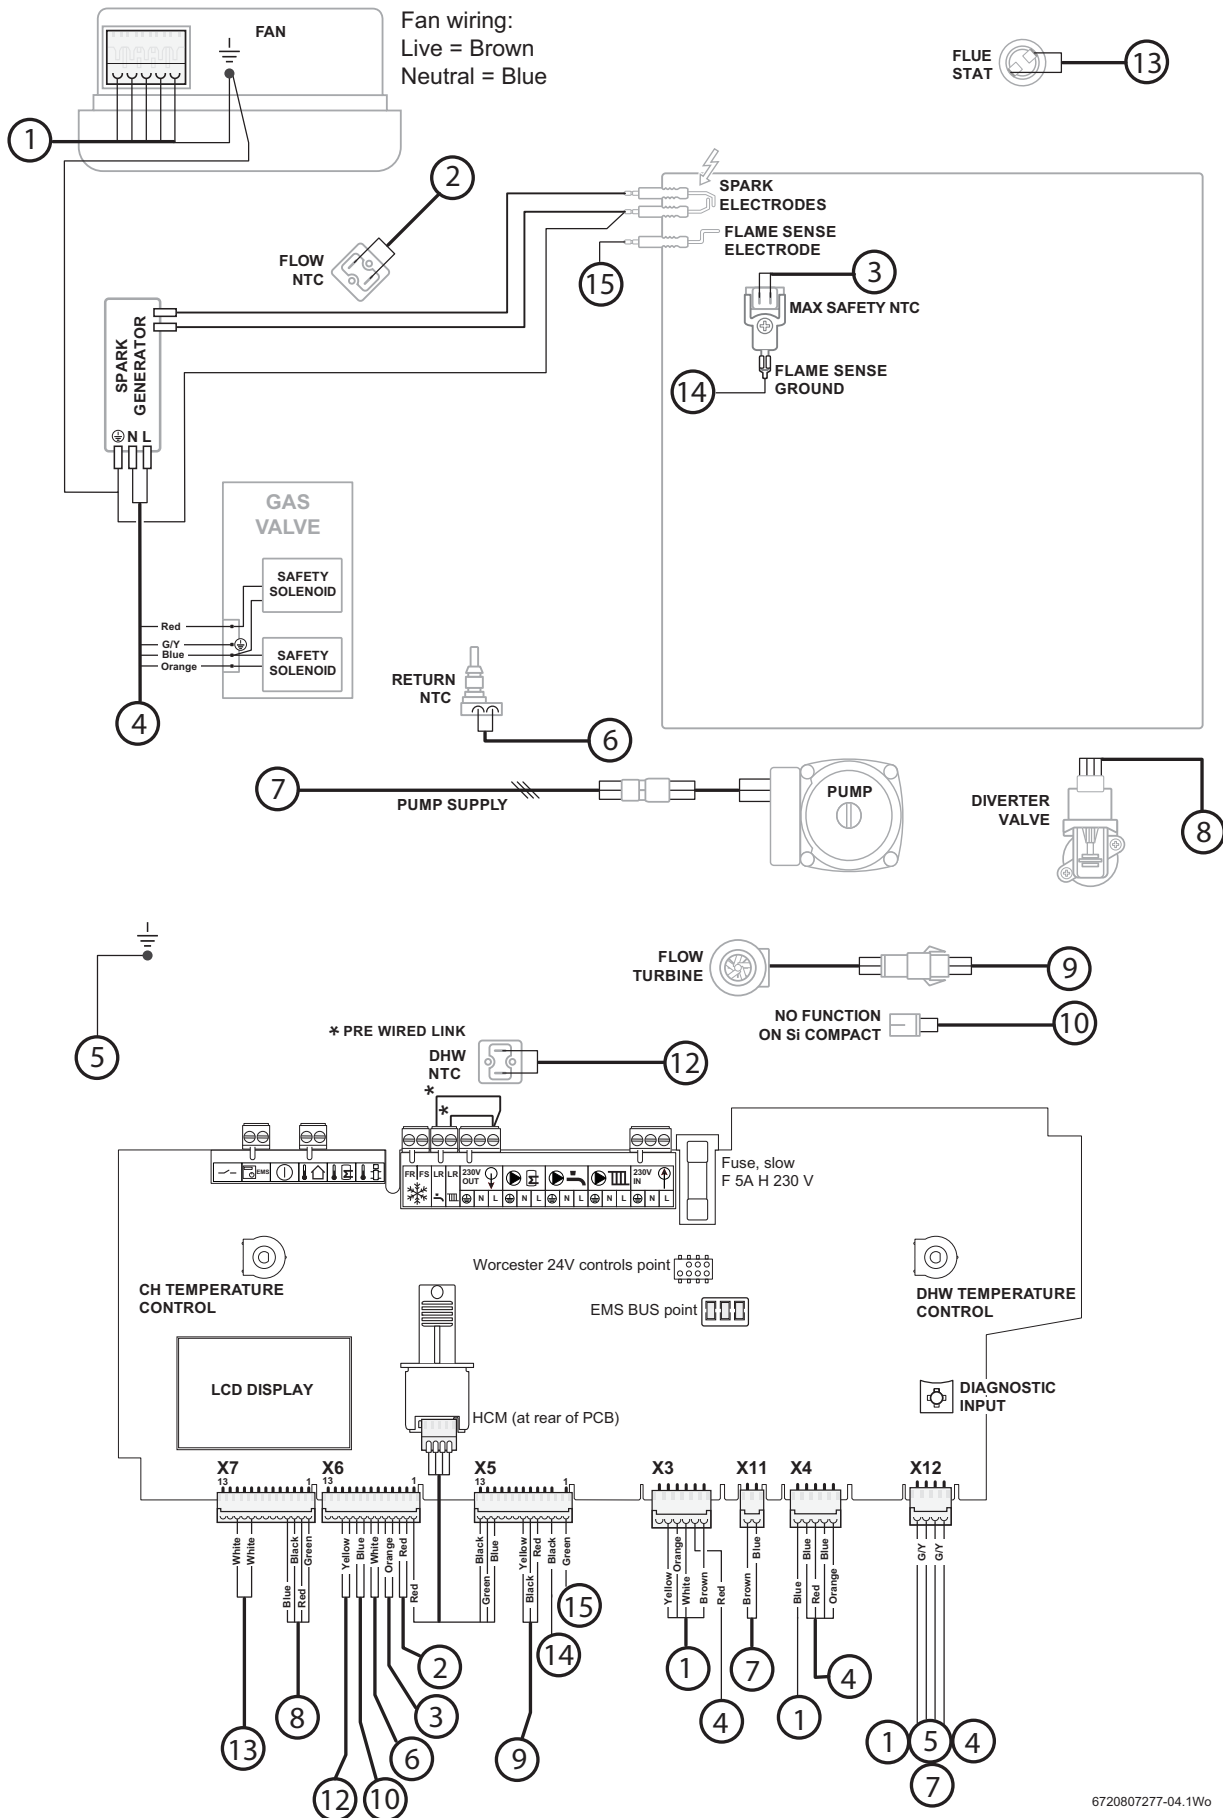 FAN
Fan wiring:
Live = Brown
Neutral = Blue
FLUE
STAT
13
1
2
SPARK
ELECTRODES
FLAME SENSE
ELECTRODE
FLOW
NTC
15
3
MAX SAFETY NTC
SPARK
GENERATOR
FLAME SENSE
GROUND
14
N L
GAS
VALVE
SAFETY
SOLENOID
Red
G/Y
Blue
Orange
SAFETY
SOLENOID
RETURN
NTC
4
6
7
PUMP SUPPLY
PUMP
DIVERTER
VALVE
8
FLOW
TURBINE
9
NO FUNCTION
ON Si COMPACT
10
5
* PRE WIRED LINK
DHW
NTC
12
*
*
EMS
FR FS LR LR 230V
OUT
230V
IN
N L N L N L N L N L
Fuse, slow
F 5A H 230 V
Worcester 24V controls point
EMS BUS point
CH TEMPERATURE
CONTROL
DHW TEMPERATURE
CONTROL
LCD DISPLAY
HCM (at rear of PCB)
DIAGNOSTIC
INPUT
X7 X6 X5 X3 X11 X4 X12
13 1 13 1 13 1
White
White
Blue
Black
Red
Green
Yellow
Blue
White
Orange
Red
Red
Black
Green
Blue
Yellow
Black
Red
Black
Green
Yellow
Orange
White
Brown
Red
Brown
Blue
Blue
Blue
Red
Blue
Orange
G/Y
G/Y
15
14
2
1
7
4
3
8
4
1
13
6
9
1
5
4
12
10
7
6720807277-04.1Wo